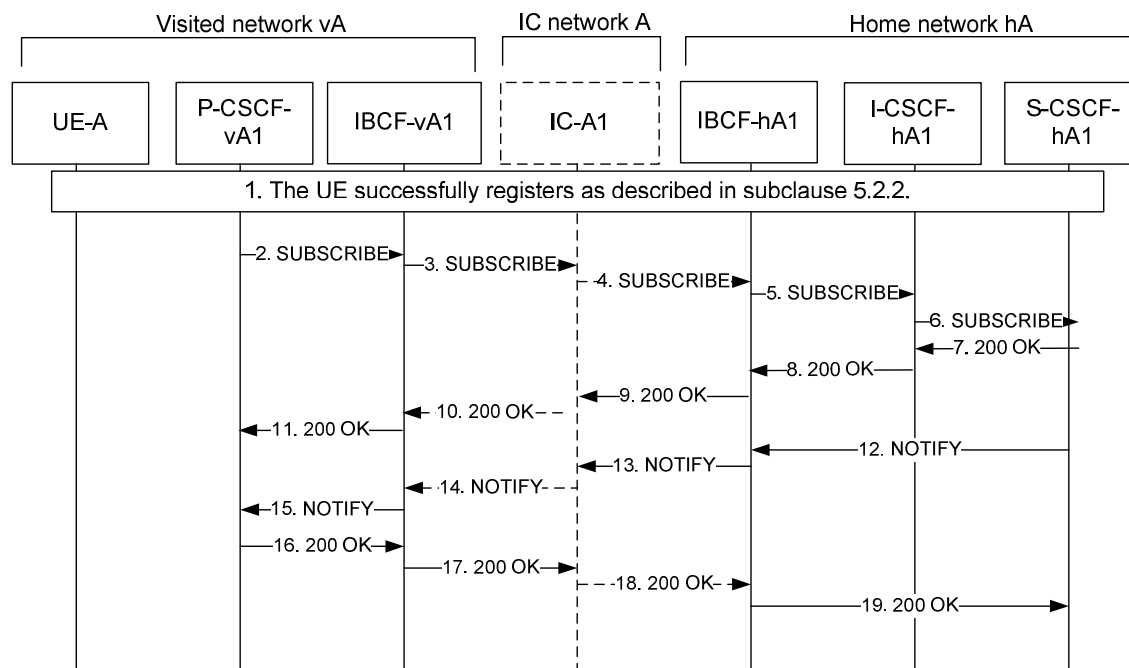 Visited network vA
IC network A
Home network hA
UE-A
P-CSCF-
vA1
IBCF-vA1
IC-A1
IBCF-hA1
I-CSCF-
hA1
S-CSCF-
hA1
1. The UE successfully registers as described in subclause 5.2.2.
2. SUBSCRIBE
3. SUBSCRIBE
4. SUBSCRIBE
5. SUBSCRIBE
6. SUBSCRIBE
7. 200 OK
8. 200 OK
9. 200 OK
10. 200 OK
11. 200 OK
12. NOTIFY
13. NOTIFY
14. NOTIFY
15. NOTIFY
16. 200 OK
17. 200 OK
18. 200 OK
19. 200 OK